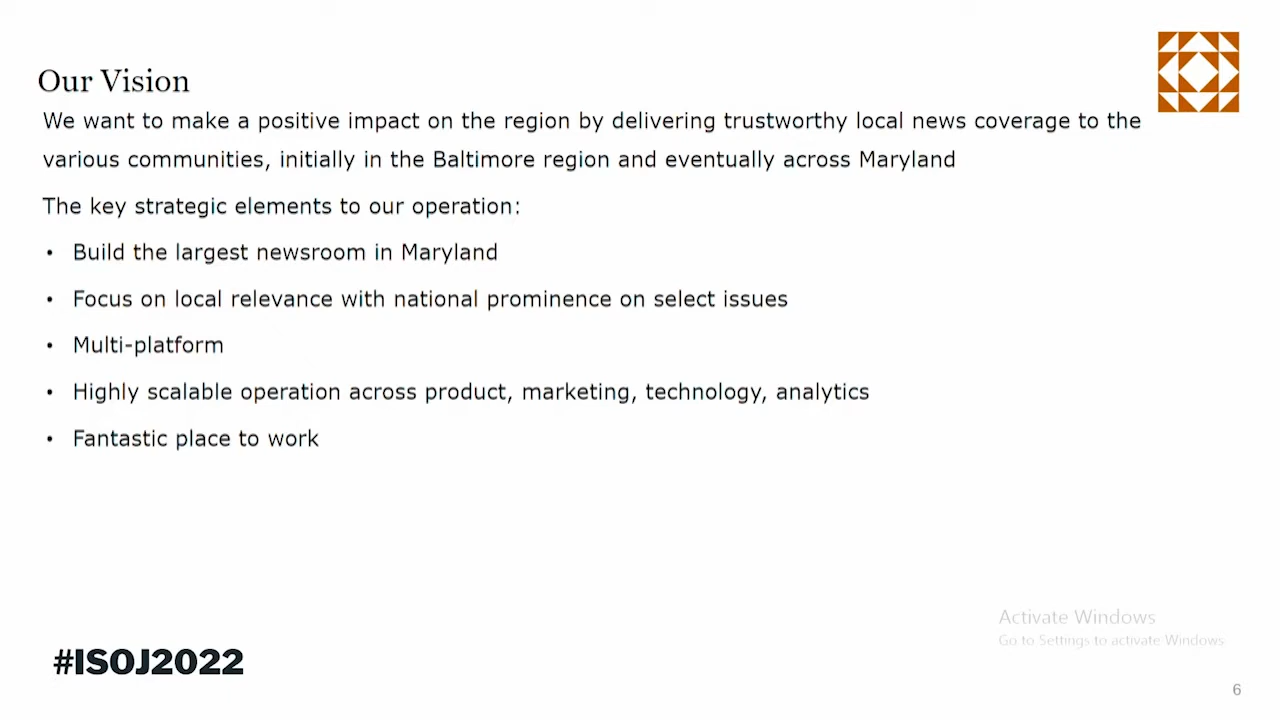 Our Vision
We want to make a positive impact on the region by delivering trustworthy local news coverage to the
various communities, initially in the Baltimore region and eventually across Maryland
The key strategic elements to our operation:
• Build the largest newsroom in Maryland
• Focus on local relevance with national prominence on select issues
• Multi-platform
• Highly scalable operation across product, marketing, technology, analytics
• Fantastic place to work
Activate Windows
Go to Settings to activate Windows
#ISOJ2022
6